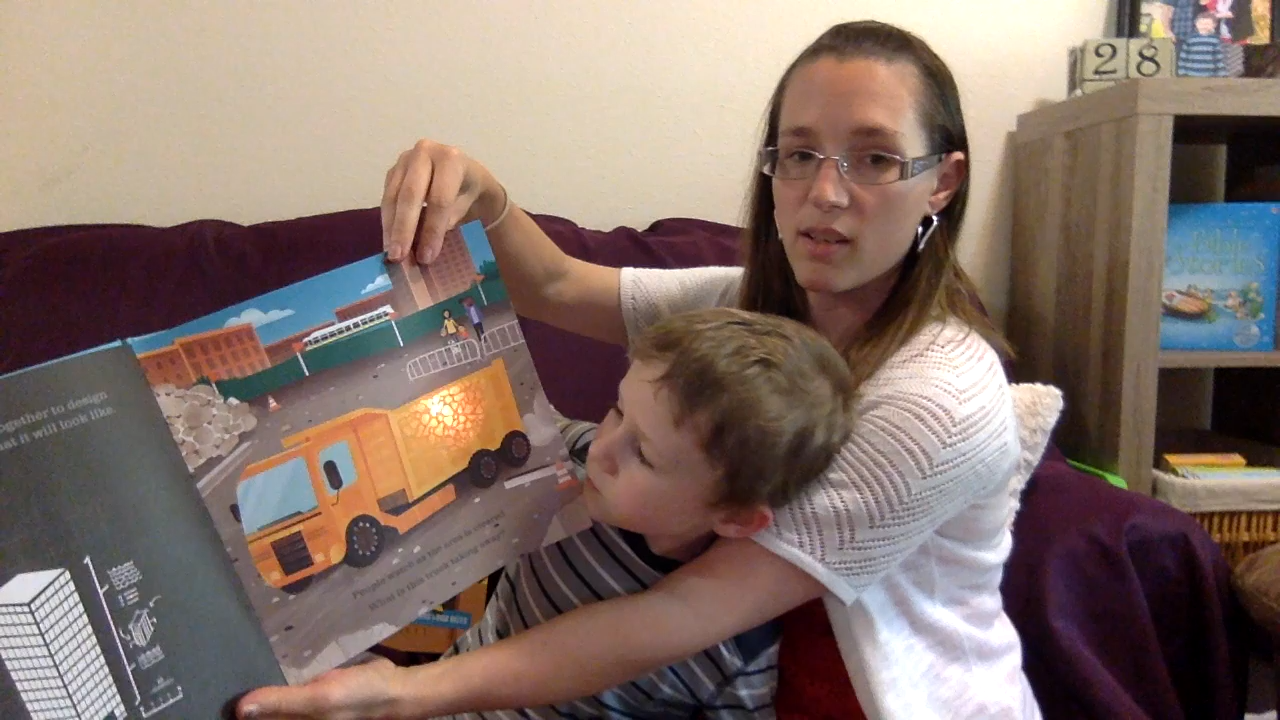 together to design
what it will look like.
People watch as the area is cleared.
What is this truck taking away?
28
Bible
STORIES